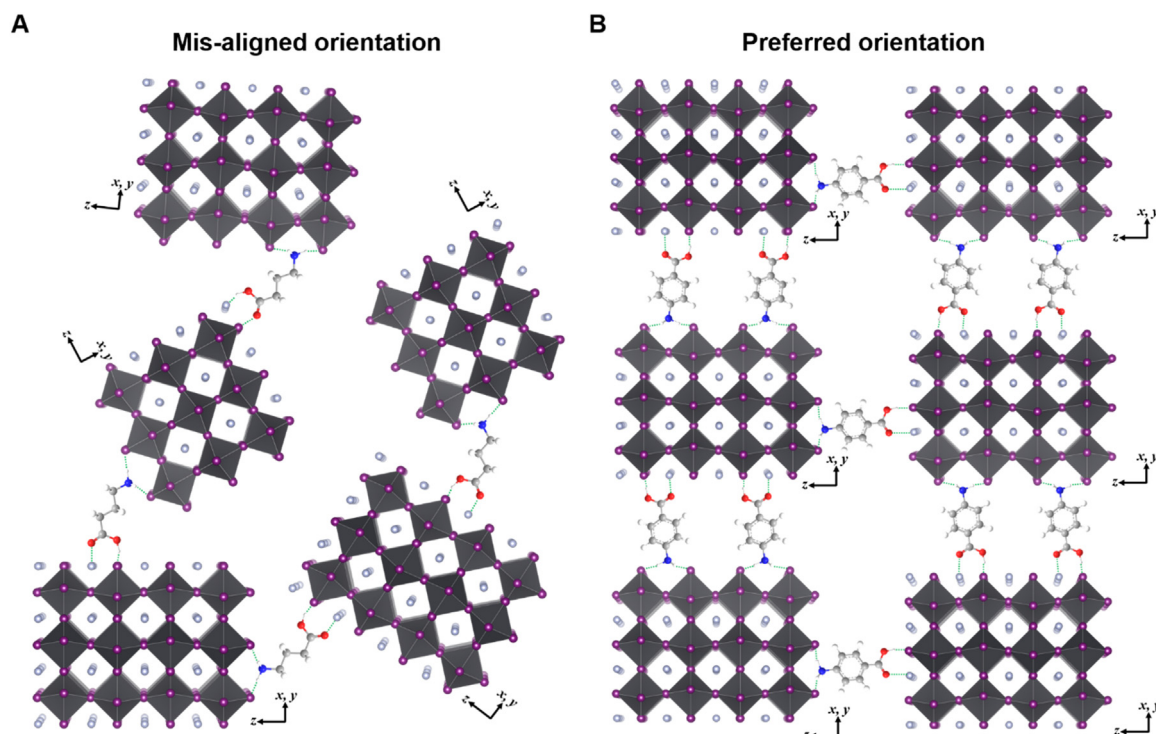 A
Mis-aligned orientation
z
x, y
z
x, y
z
x, y
z
x, y
z
x, y
B
Preferred orientation
x, y
z
x, y
z
x, y
z
x, y
z
x, y
z
x, y
z